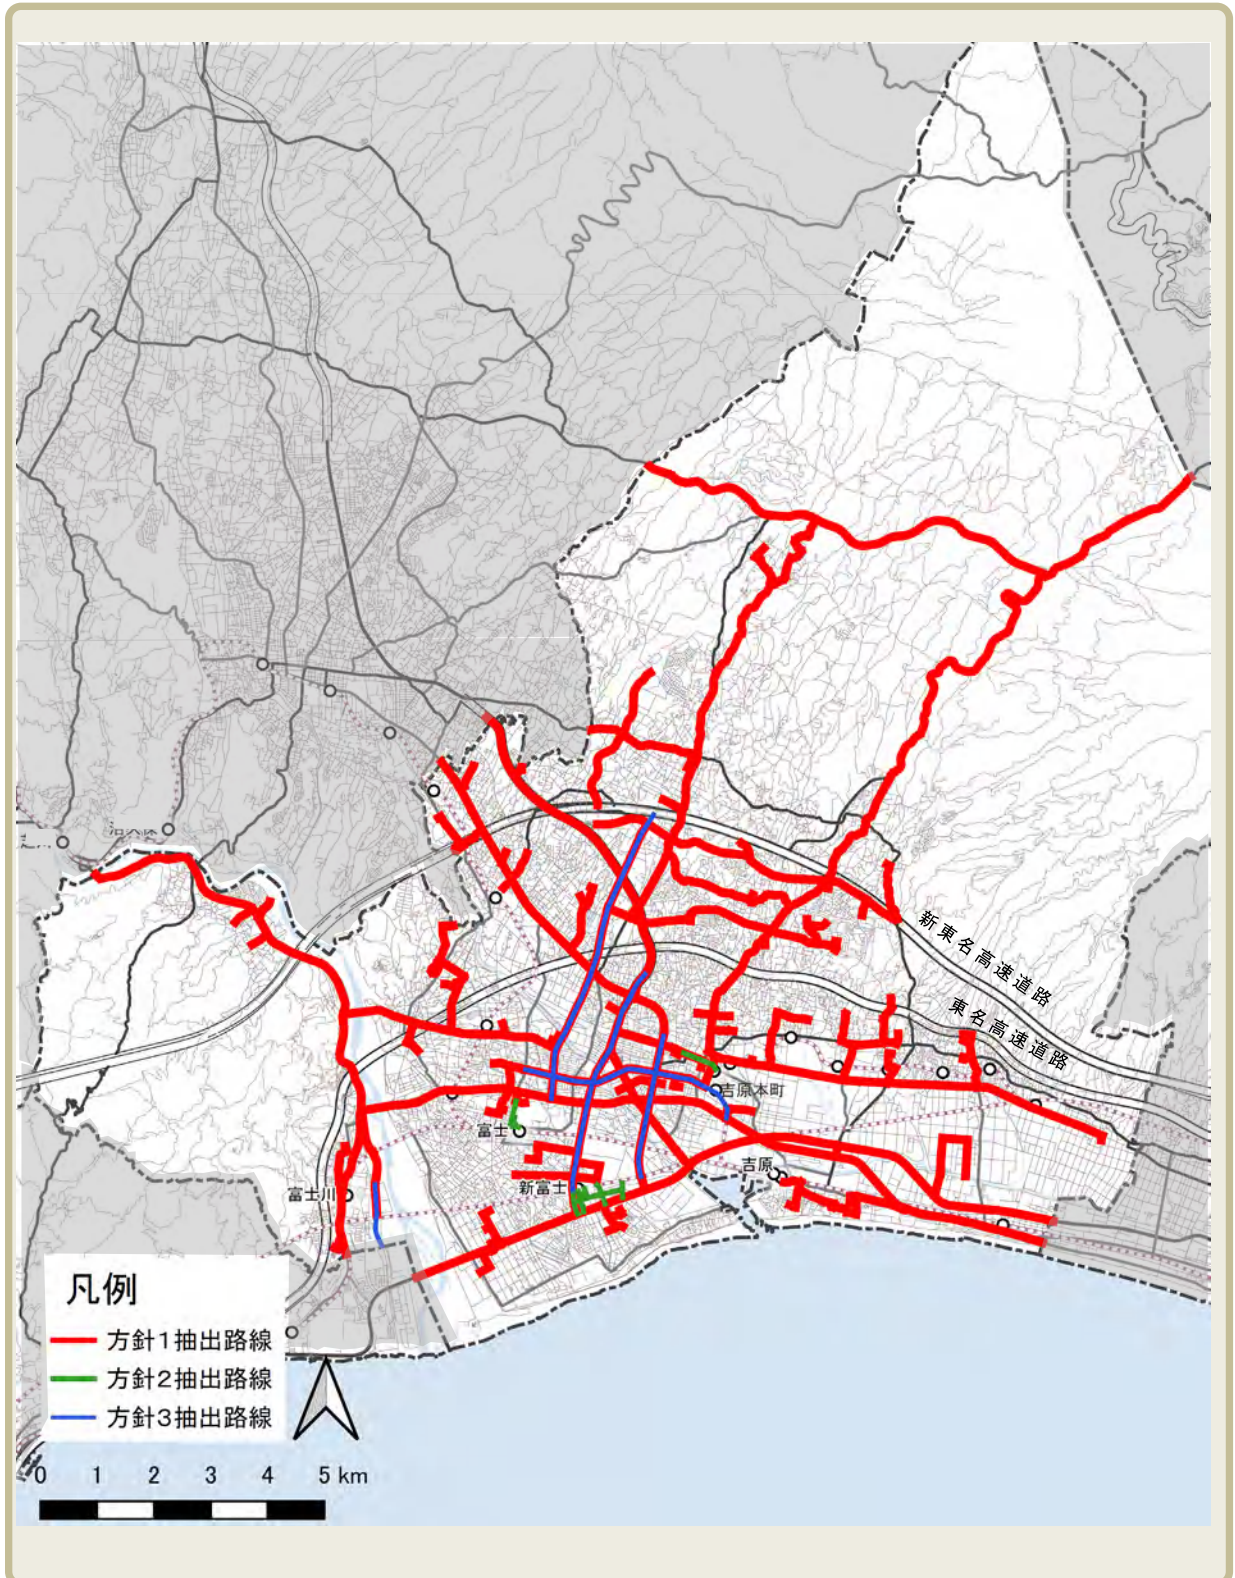 新東名高速道路
東名高速道路
吉原本町
富士
吉原
新富士
富士川
凡例
方針1抽出路線
方針2抽出路線
方針3抽出路線
0 1 2 3 4 5 km